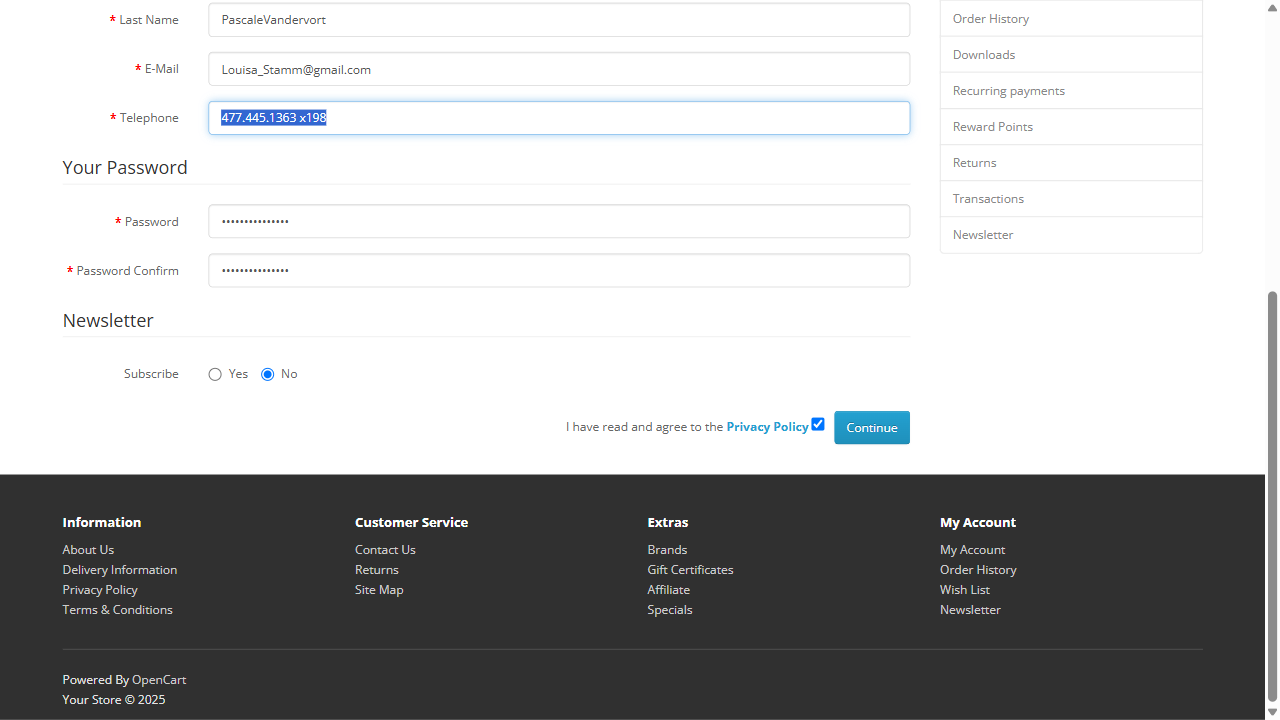 * Last Name PascaleVandervort
* E-Mail Louisa_Stamm@gmail.com
* Telephone 477.445.1363 x198
Your Password
* Password •••••••••••••••
* Password Confirm •••••••••••••••
Newsletter
Subscribe Yes No
I have read and agree to the Privacy Policy Continue
Order History
Downloads
Recurring payments
Reward Points
Returns
Transactions
Newsletter
Information
About Us
Delivery Information
Privacy Policy
Terms & Conditions
Customer Service
Contact Us
Returns
Site Map
Extras
Brands
Gift Certificates
Affiliate
Specials
My Account
My Account
Order History
Wish List
Newsletter
Powered By OpenCart
Your Store © 2025